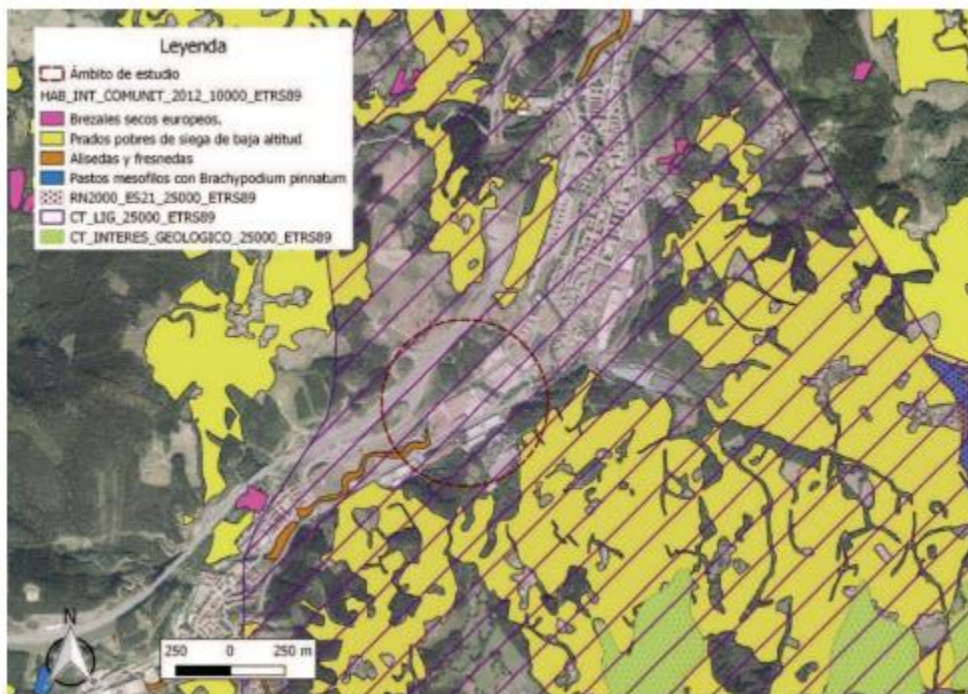 Leyenda
Ámbito de estudio
HAB_INT_COMUNIT_2012_10000_ETRS89
Brezales secos europeos.
Prados pobres de siega de baja altitud
Alisedas y fresnedas
Pastos mesofilos con Brachypodium pinnatum
RN2000_ES21_25000_ETRS89
CT_LIG_25000_ETRS89
CT_INTERES_GEOLOGICO_25000_ETRS89
N
250 0 250 m